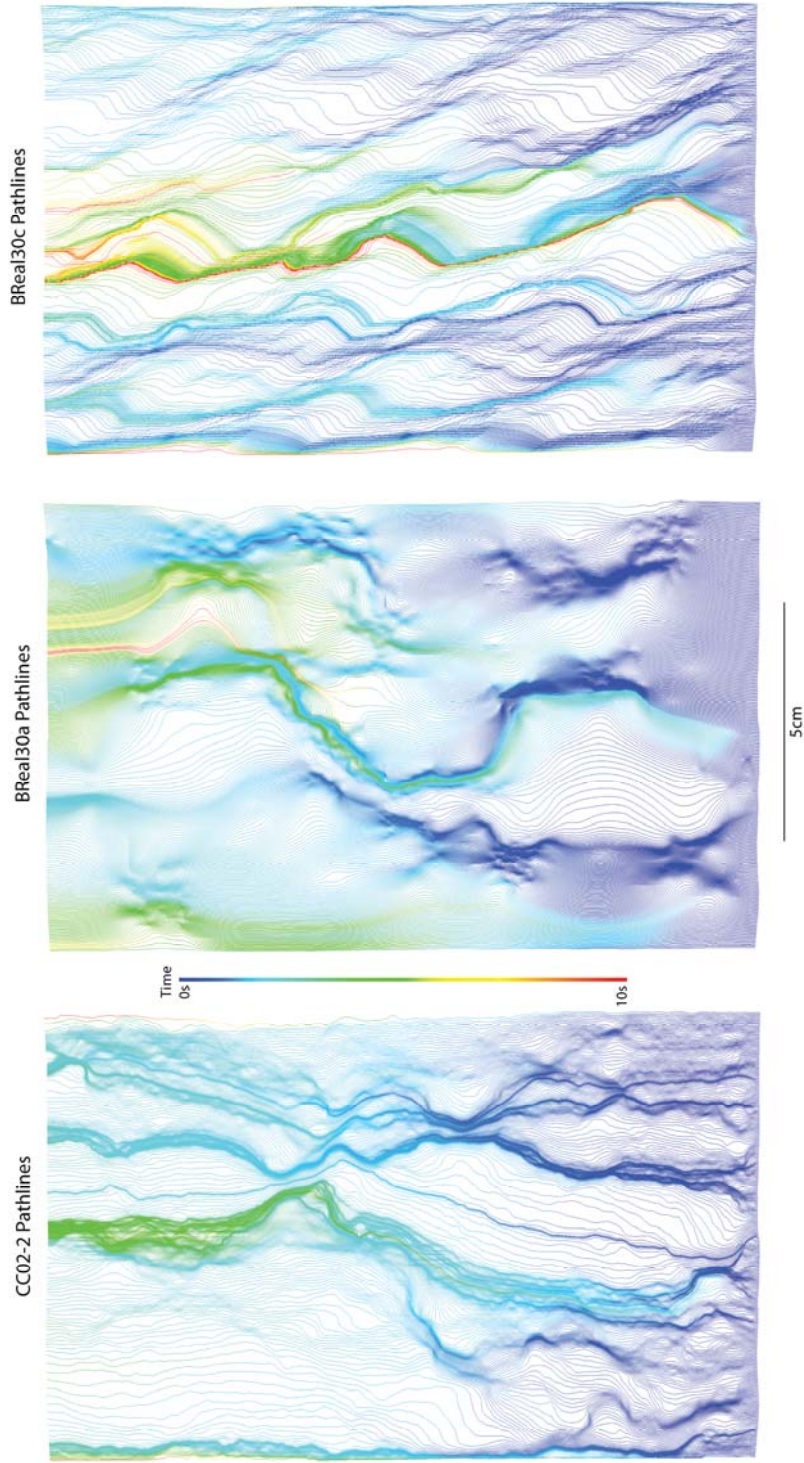 CC02-2 Pathlines
Time
0s
10s
BReal30a Pathlines
5cm
BReal30c Pathlines